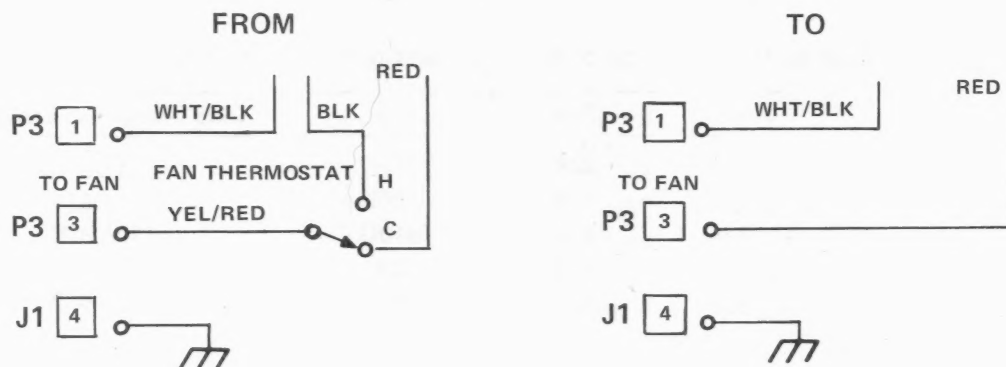 FROM
TO
RED
RED
WHT/BLK
BLK
WHT/BLK
P3 1
P3 1
TO FAN
FAN THERMOSTAT
H
TO FAN
P3 3
YEL/RED
C
P3 3
J1 4
J1 4